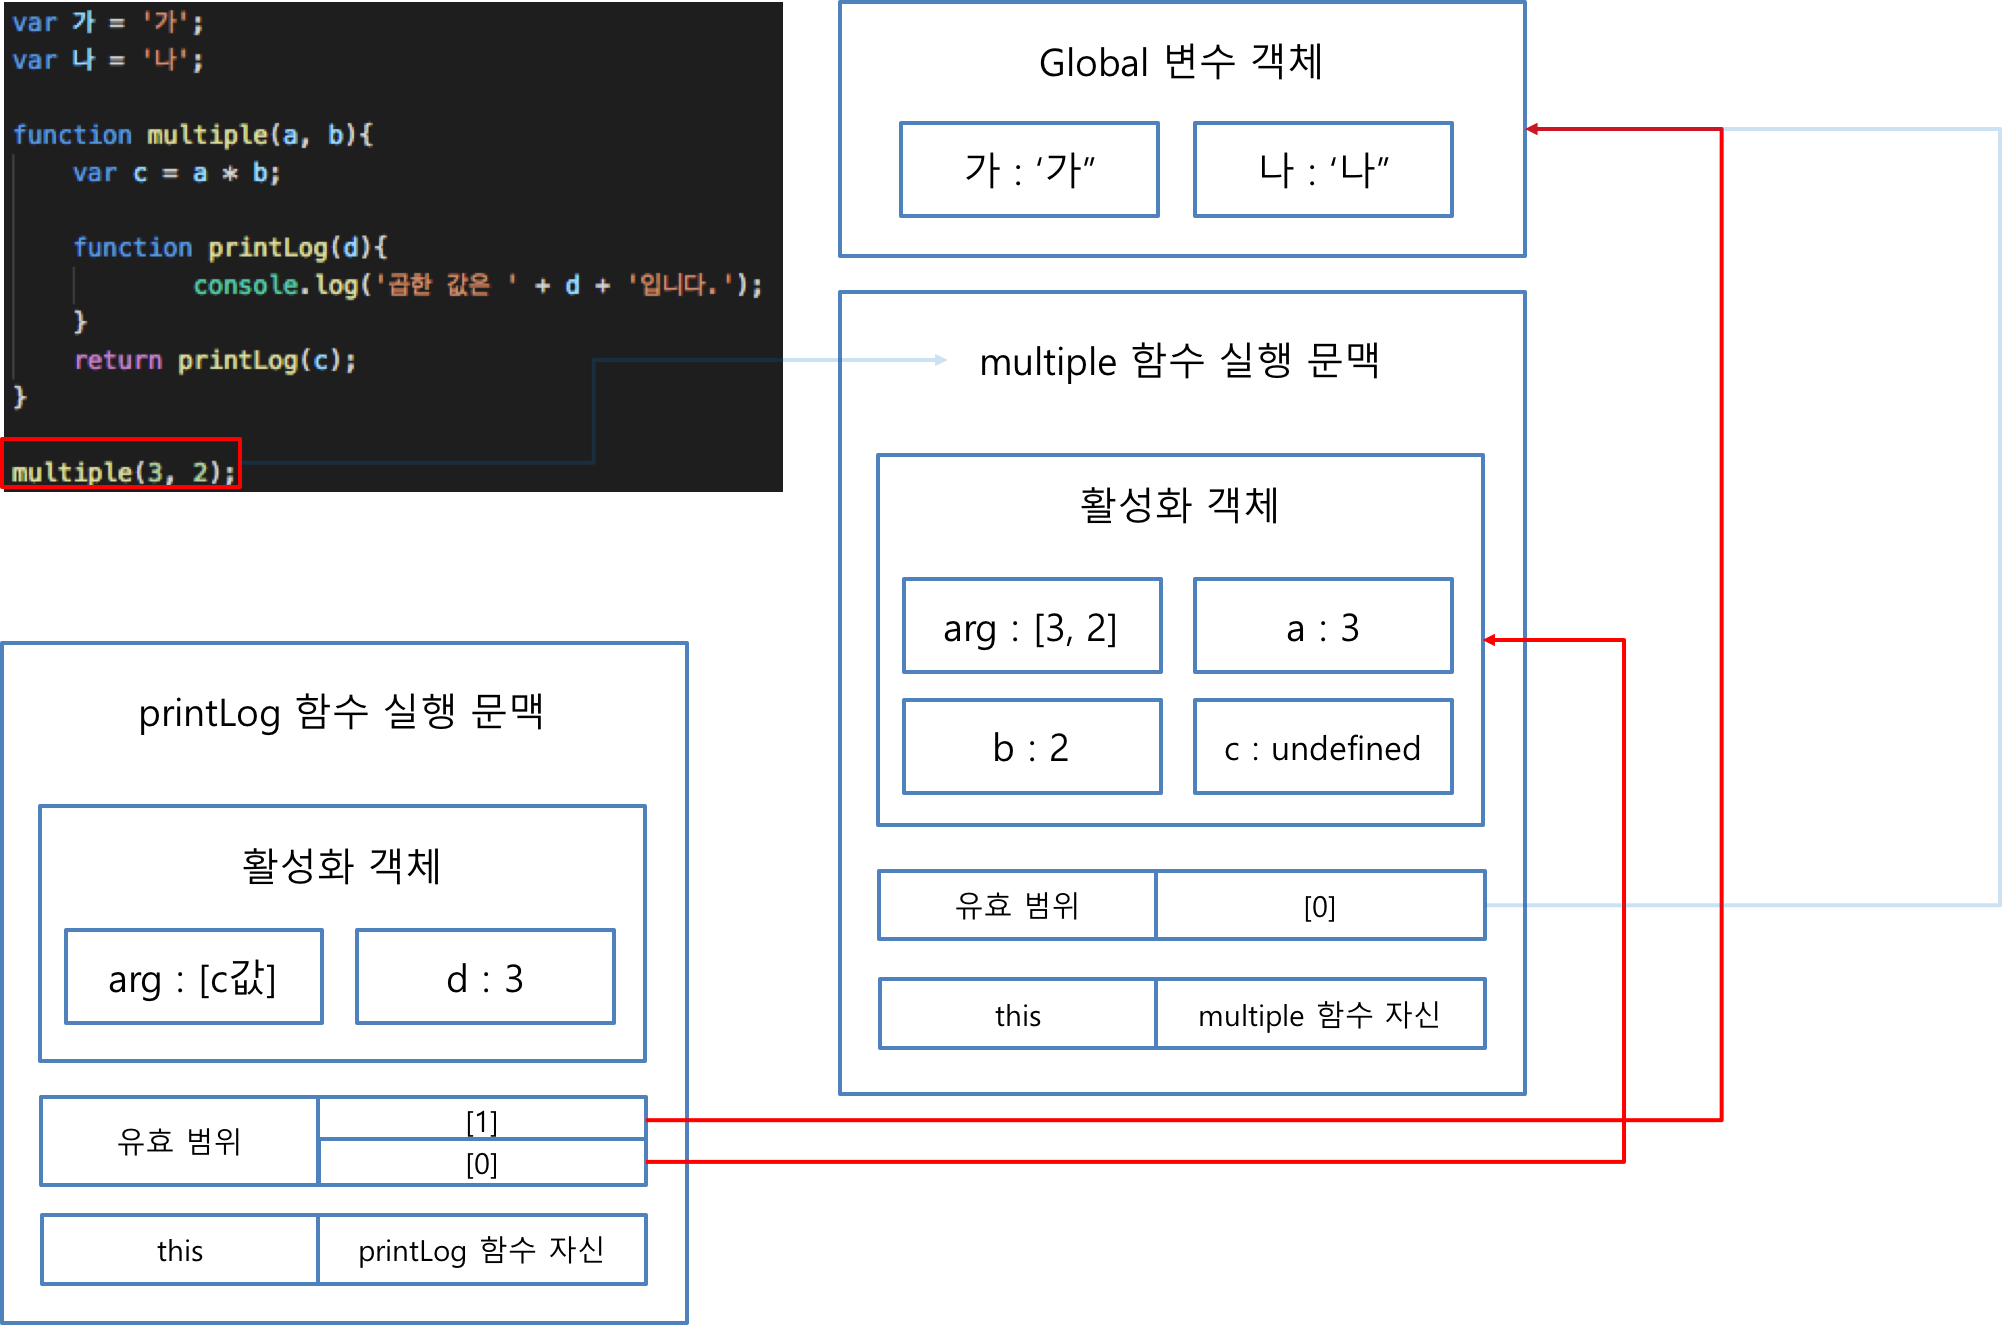 var 가 = '가';
var 나 = '나';
function multiple(a, b){
var c = a * b;
function printLog(d){
console.log('곱한 값은 ' + d + '입니다.');
}
return printLog(c);
}
multiple(3, 2);
Global 변수 객체
가 : ‘가”
나 : ‘나”
multiple 함수 실행 문맥
활성화 객체
arg : [3, 2]
a : 3
b : 2
c : undefined
유효 범위
[0]
this
multiple 함수 자신
printLog 함수 실행 문맥
활성화 객체
arg : [c값]
d : 3
유효 범위
[1]
[0]
this
printLog 함수 자신